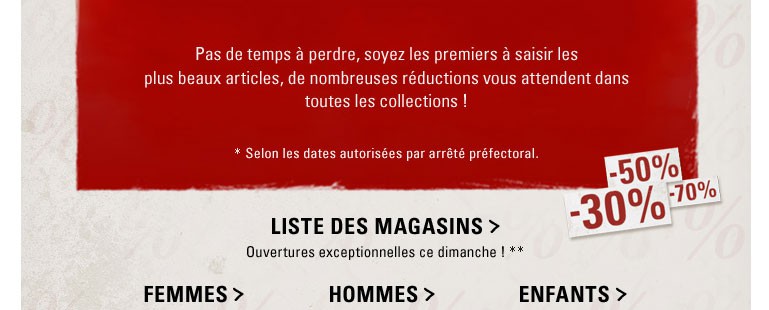 Pas de temps à perdre, soyez les premiers à saisir les
plus beaux articles, de nombreuses réductions vous attendent dans
toutes les collections !
* Selon les dates autorisées par arrêté préfectoral.
-50%
-70%
-30%
LISTE DES MAGASINS >
Ouvertures exceptionnelles ce dimanche ! **
FEMMES > HOMMES > ENFANTS >